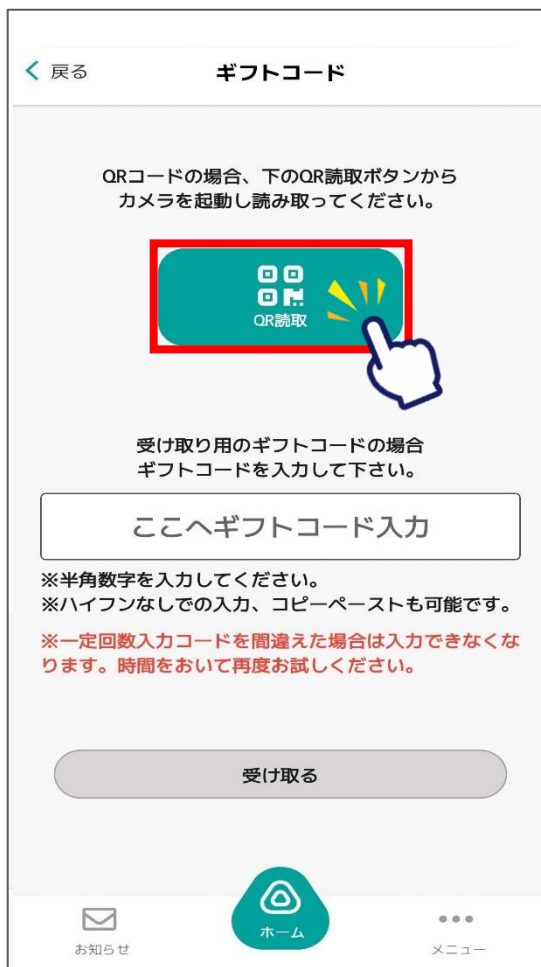 戻る
ギフトコード
QRコードの場合、下のQR読取ボタンから
カメラを起動し読み取ってください。
QR読取
受け取り用のギフトコードの場合
ギフトコードを入力して下さい。
ここへギフトコード入力
※半角数字を入力してください。
※ハイフンなしでの入力、コピーペーストも可能です。
※一定回数入力コードを間違えた場合は入力できなくな
ります。時間をおいて再度お試しください。
受け取る
お知らせ
ホーム
メニュー